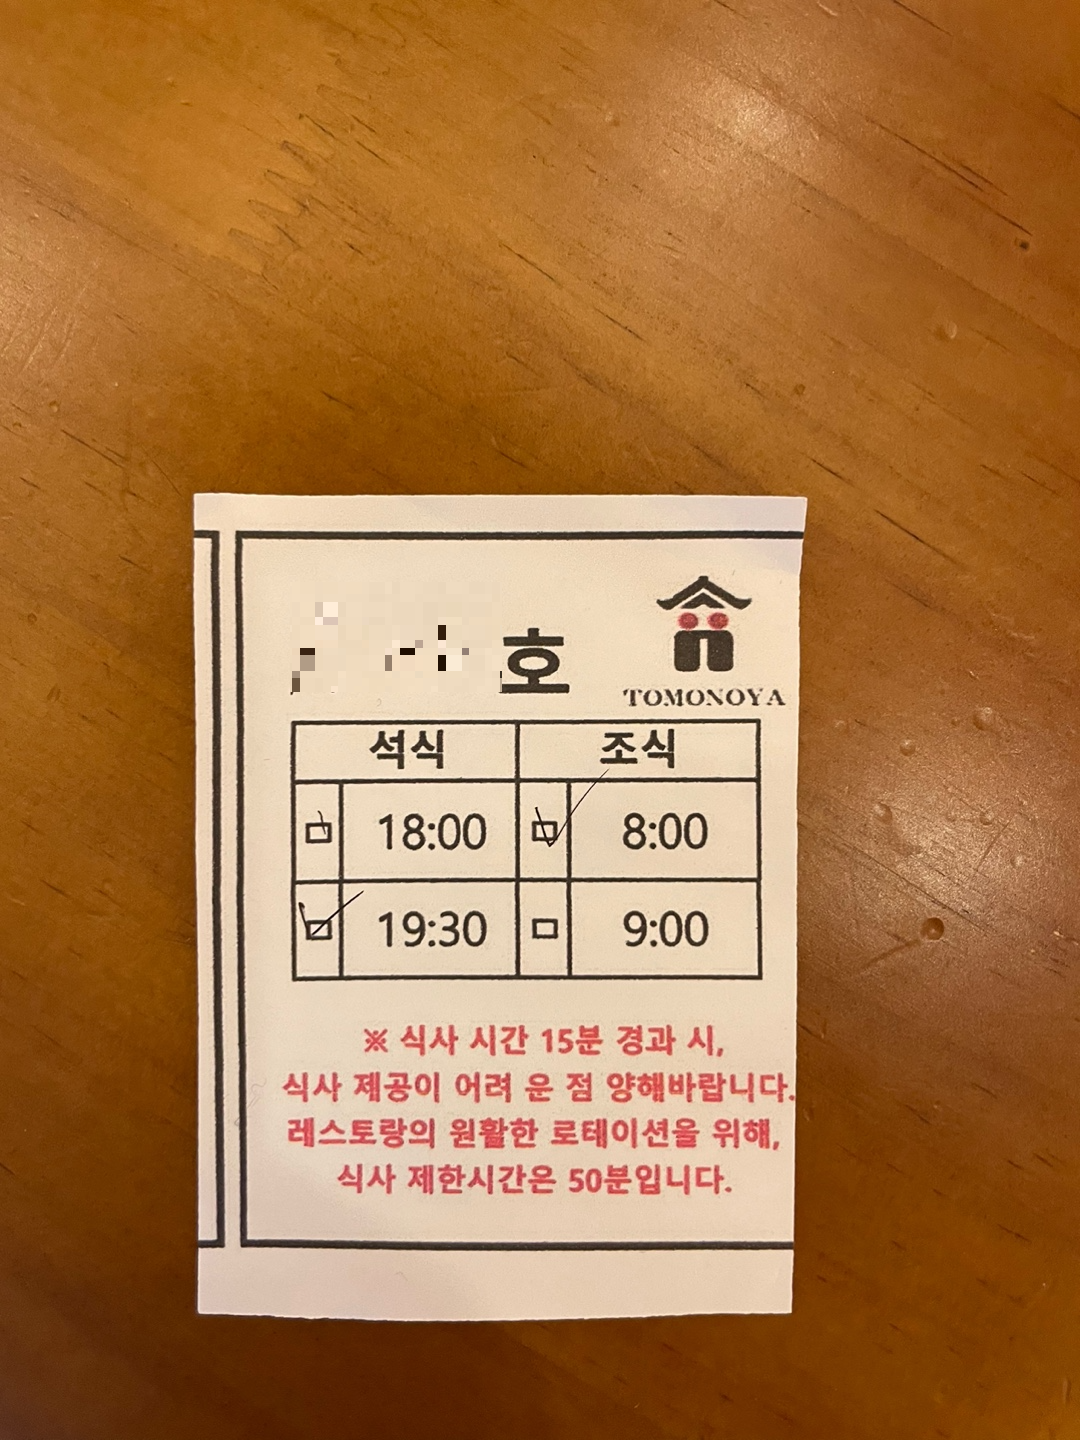 호
TOMONOYA
석식 조식
18:00 8:00
19:30 9:00
※ 식사 시간 15분 경과 시,
식사 제공이 어려 운 점 양해바랍니다.
레스토랑의 원활한 로테이션을 위해,
식사 제한시간은 50분입니다.